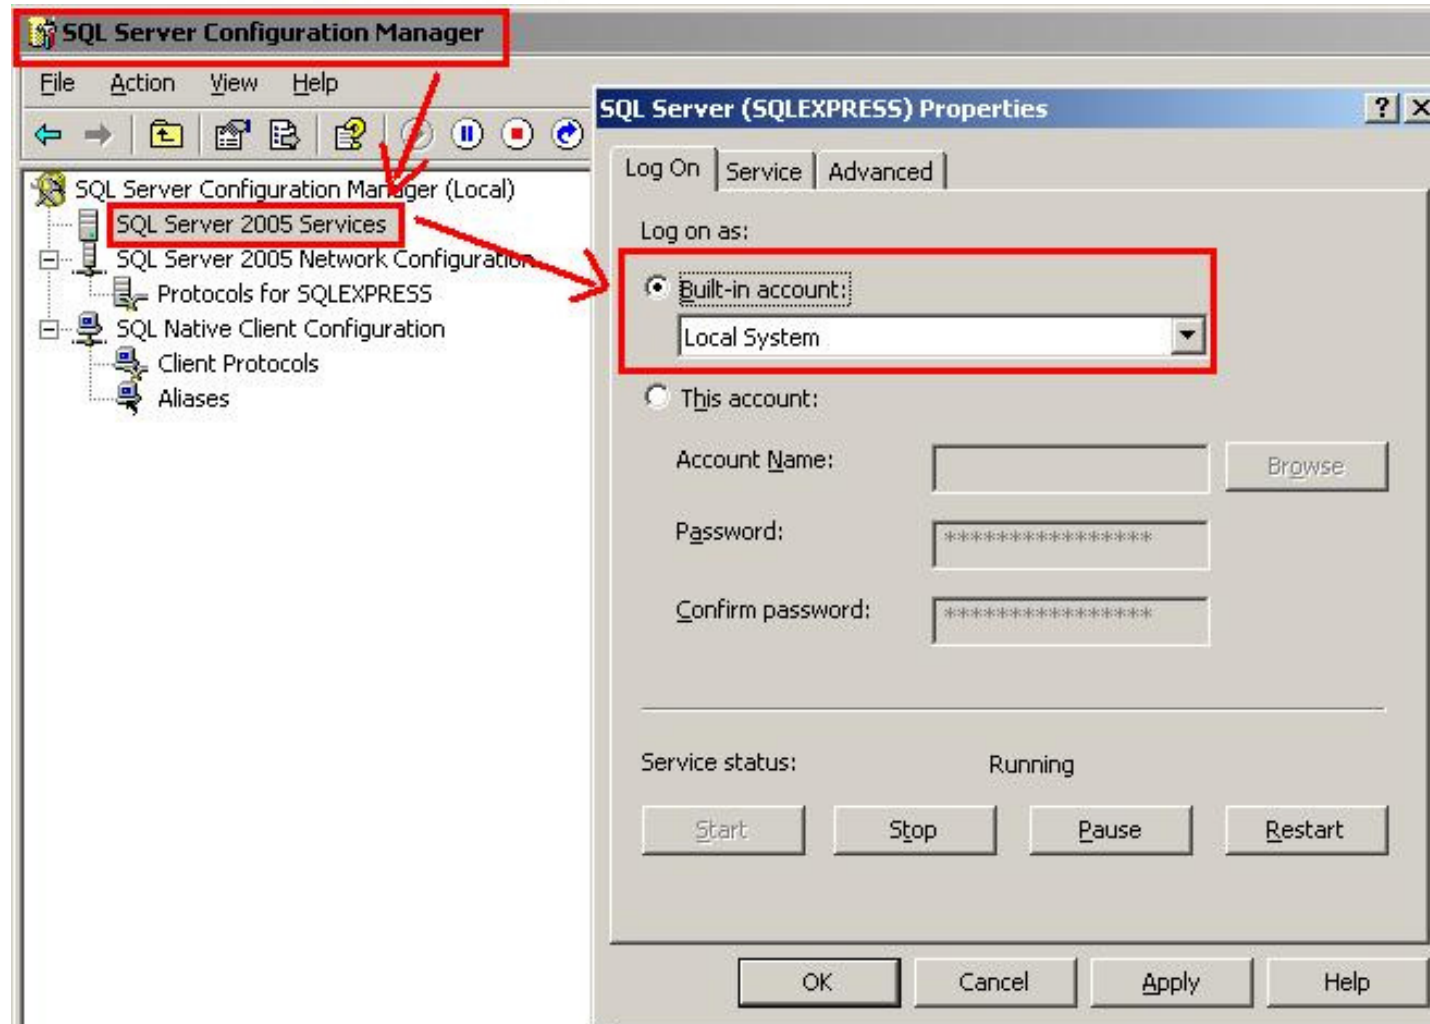 SQL Server Configuration Manager
File Action View Help
SQL Server Configuration Manager (Local)
SQL Server 2005 Services
SQL Server 2005 Network Configuration
Protocols for SQLEXPRESS
SQL Native Client Configuration
Client Protocols
Aliases
SQL Server (SQLEXPRESS) Properties
Log On Service Advanced
Log on as:
Built-in account:
Local System
This account:
Account Name:
Browse
Password:
****************
Confirm password:
****************
Service status: Running
Start Stop Pause Restart
OK Cancel Apply Help